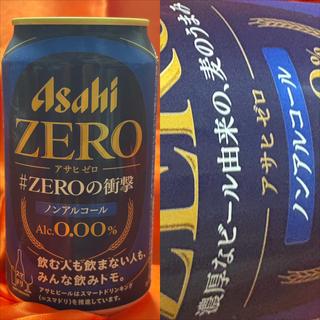 Asahi
ZERO
アサヒ ゼロ
#ZEROの衝撃
ノンアルコール
Alc.0.00%
飲む人も飲まない人も、
みんな飲みトモ。
アサヒビールはスマートドリンキング
(=スマドリ)を推進しています。
スマドリ
ZERO
濃厚なビール由来の、麦のうまみ
アサヒ ゼロ
ノンアルコール